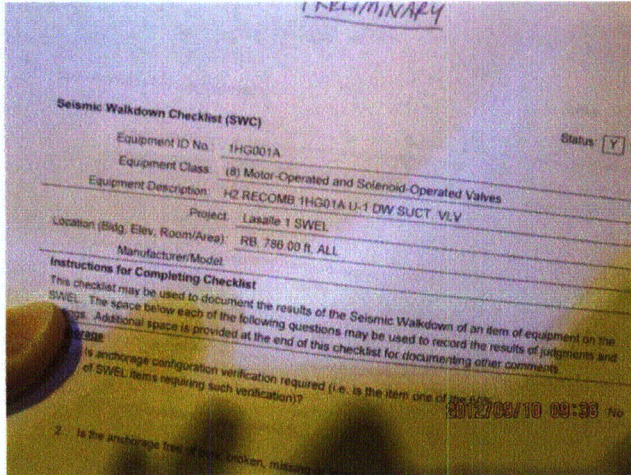 PRELIMINARY
Seismic Walkdown Checklist (SWC)
Status: Y
Equipment ID No.: 1HG001A
Equipment Class: (8) Motor-Operated and Solenoid-Operated Valves
Equipment Description: H2 RECOMB 1HG01A U-1 DW SUCT. VLV
Project: Lasalle 1 SWEL
Location (Bldg, Elev, Room/Area): RB, 786.00 ft, ALL
Manufacturer/Model:
Instructions for Completing Checklist
This checklist may be used to document the results of the Seismic Walkdown of an item of equipment on the
SWEL. The space below each of the following questions may be used to record the results of judgments and
Additional space is provided at the end of this checklist for documenting other comments.
Is anchorage configuration verification required (i.e. is the item one of the
of SWEL items requiring such verification)?
No
2012/09/10 09:36
2. Is the anchorage free of broken, missing